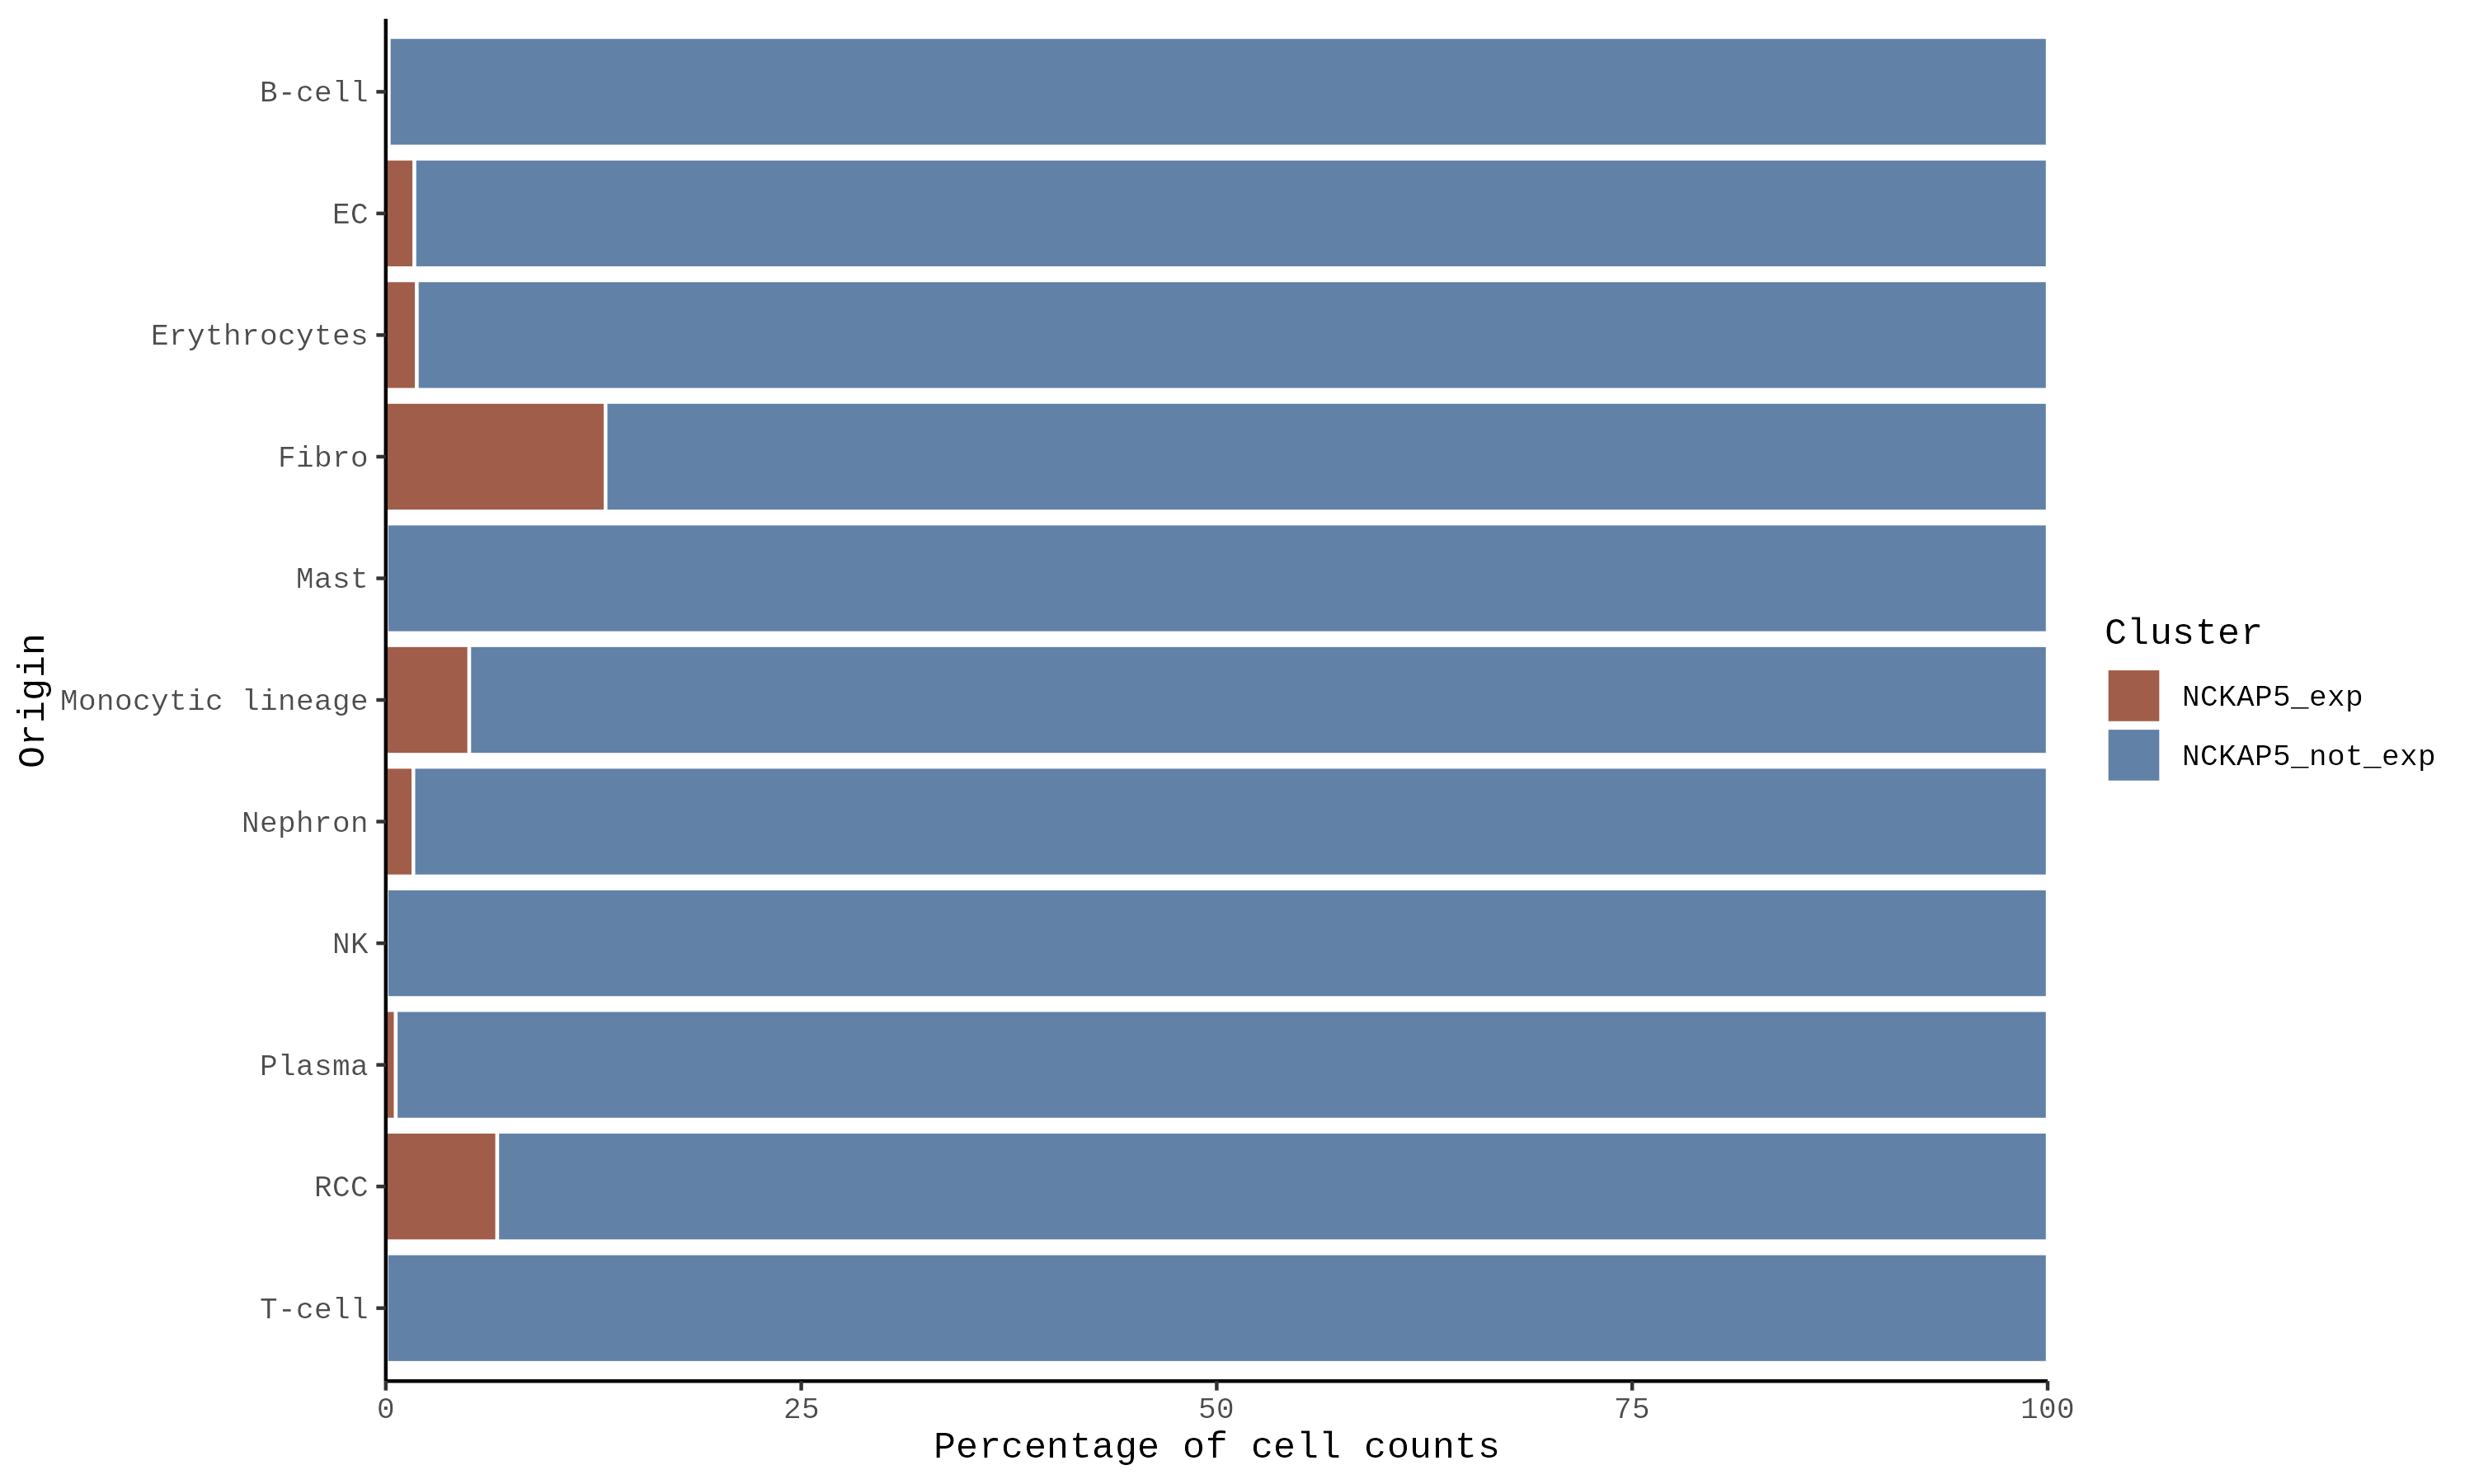 Origin
B-cell
EC
Erythrocytes
Fibro
Mast
Monocytic lineage
Nephron
NK
Plasma
RCC
T-cell
0 25 50 75 100
Percentage of cell counts
Cluster
NCKAP5_exp
NCKAP5_not_exp